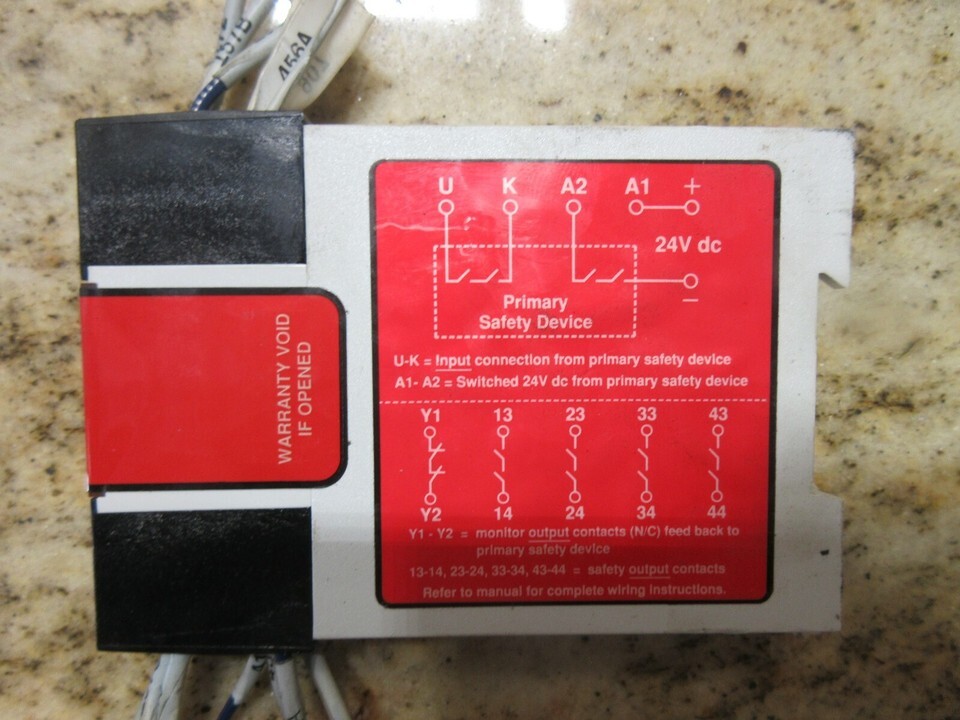 456A
WARRANTY VOID
IF OPENED
U K A2 A1 +
24V dc
−
Primary
Safety Device
U-K = Input connection from primary safety device
A1- A2 = Switched 24V dc from primary safety device
Y1 13 23 33 43
Y2 14 24 34 44
Y1 - Y2 = monitor output contacts (N/C) feed back to
primary safety device
13-14, 23-24, 33-34, 43-44 = safety output contacts
Refer to manual for complete wiring instructions.